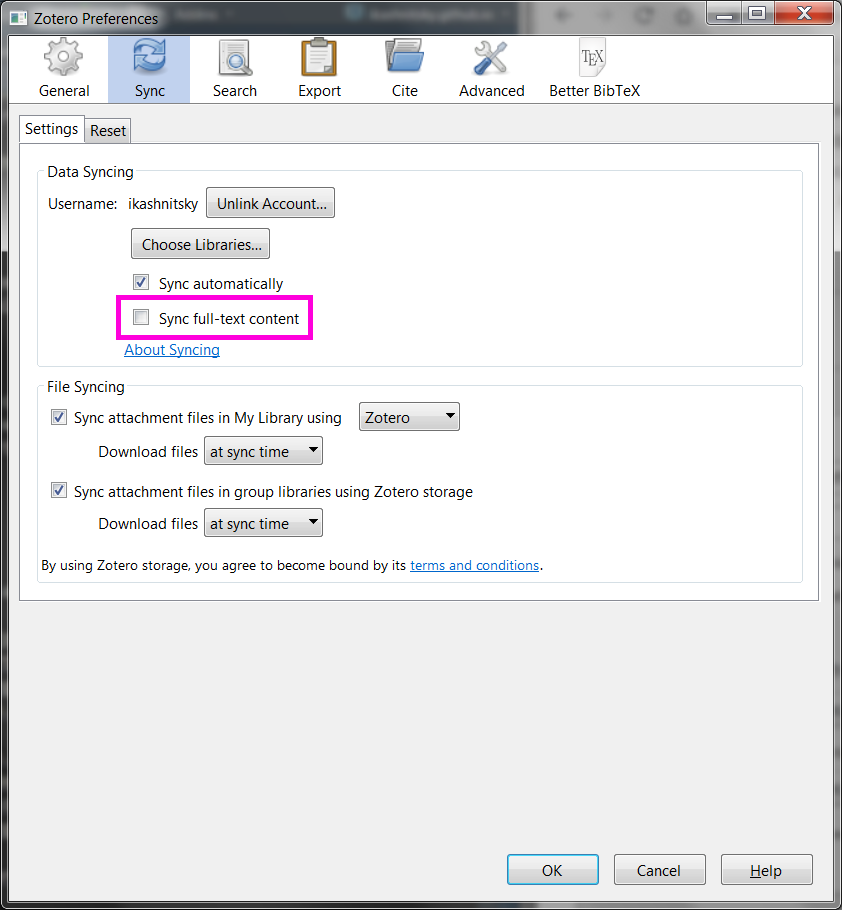 Zotero Preferences
General Sync Search Export Cite Advanced Better BibTeX
TEX
Settings Reset
Data Syncing
Username: ikashnitsky Unlink Account...
Choose Libraries...
Sync automatically
Sync full-text content
About Syncing
File Syncing
Sync attachment files in My Library using Zotero
Download files at sync time
Sync attachment files in group libraries using Zotero storage
Download files at sync time
By using Zotero storage, you agree to become bound by its terms and conditions.
OK Cancel Help